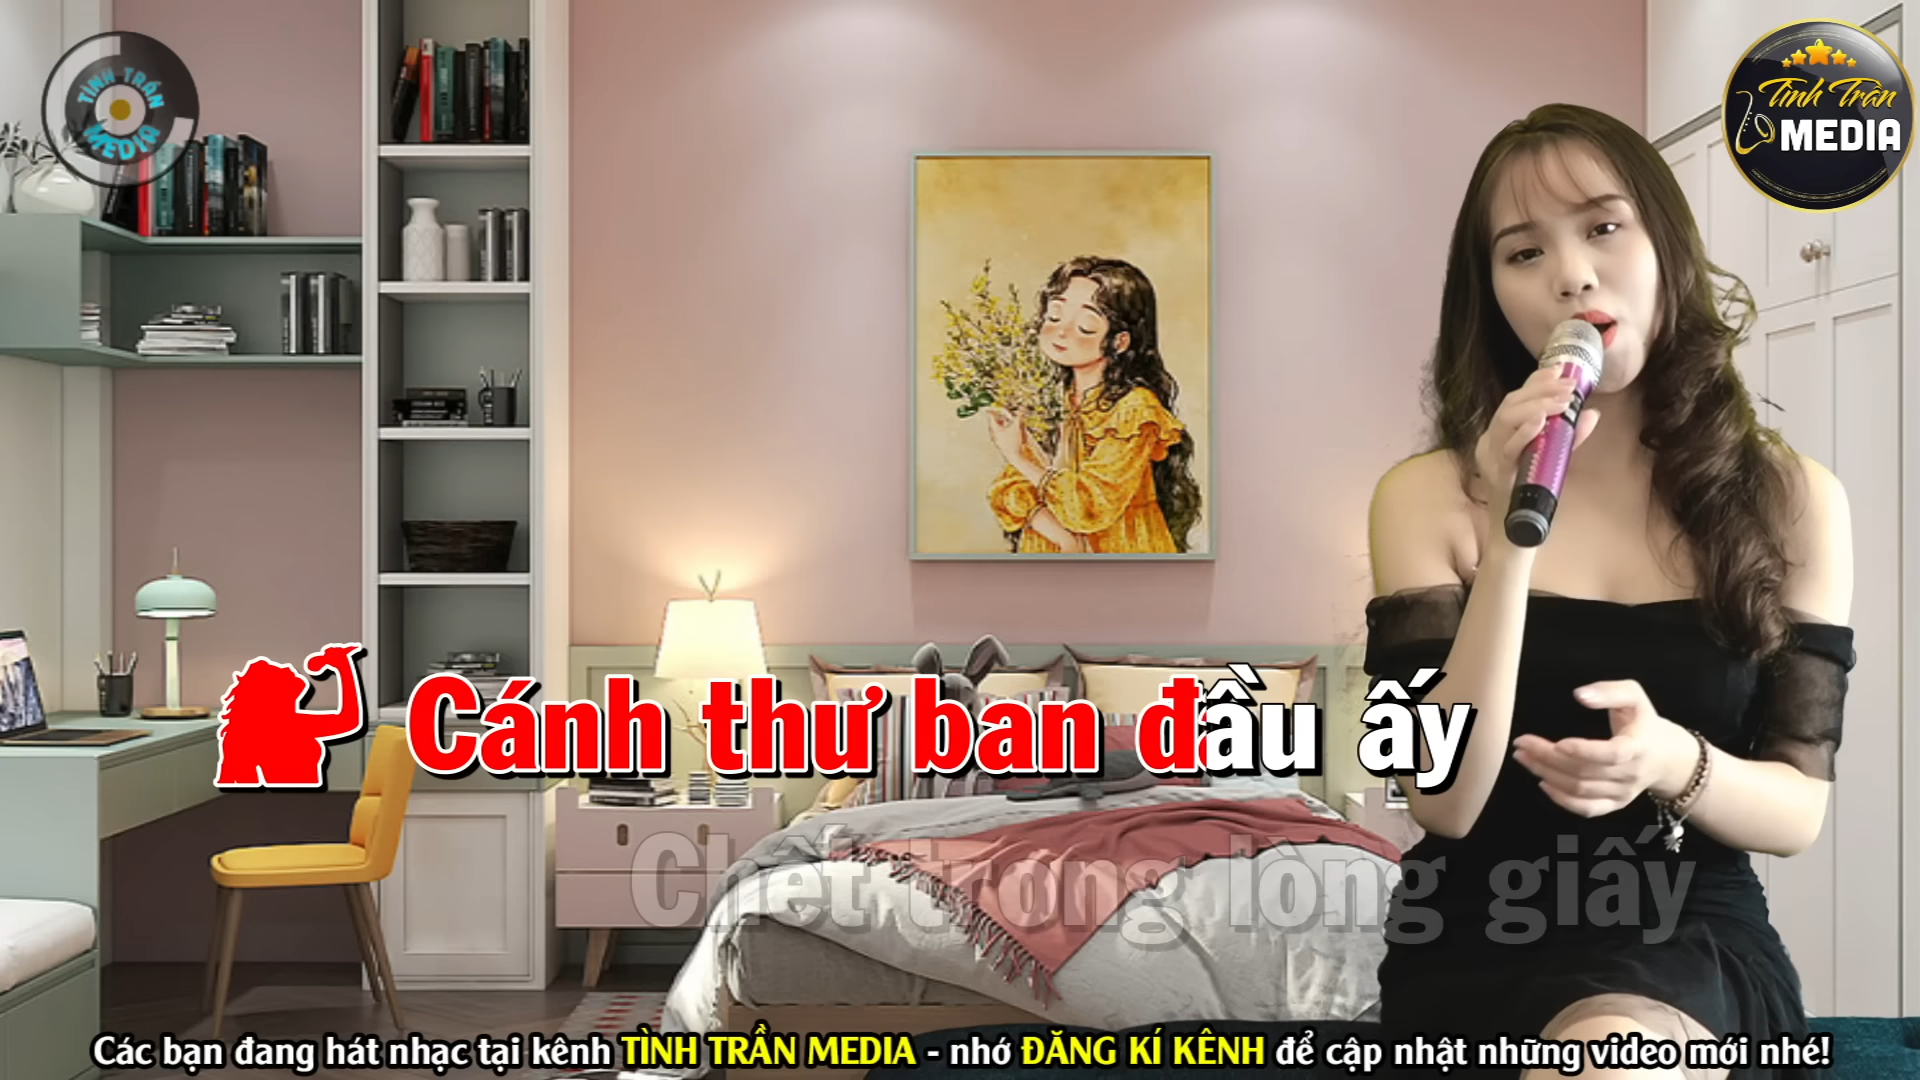 TÌNH TRẦN
MEDIA
Tình Trần
MEDIA
Cánh thư ban đầu ấy
Chết trong lòng giấy
Các bạn đang hát nhạc tại kênh TÌNH TRẦN MEDIA - nhớ ĐĂNG KÍ KÊNH để cập nhật những video mới nhé!